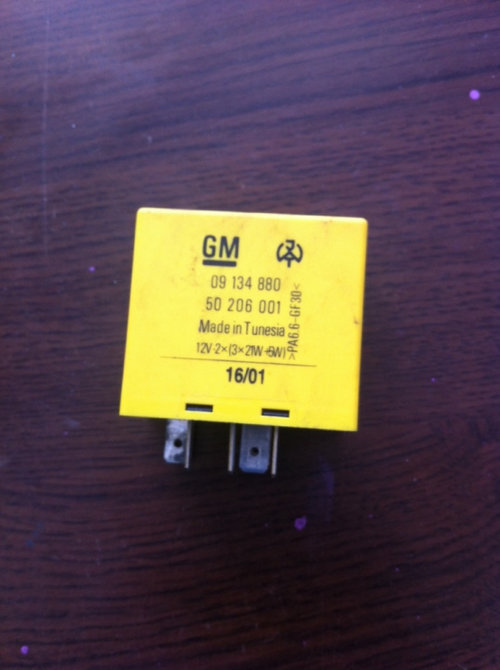 GM
09 134 880
50 206 001
Made in Tunesia
12V-2×(3×21W+5W)
>PA6.6-GF30<
16/01